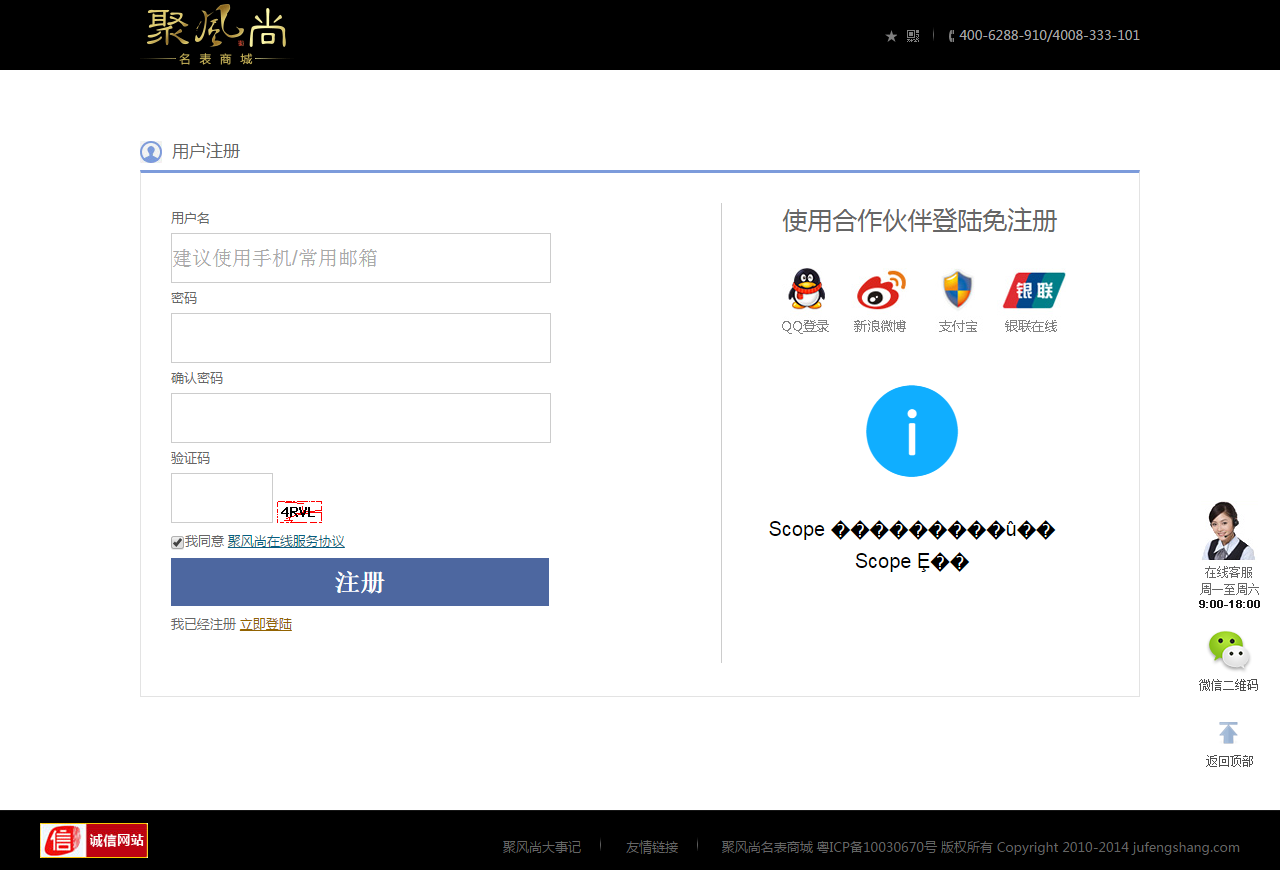 聚风尚
名表商城
400-6288-910/4008-333-101
用户注册
用户名
建议使用手机/常用邮箱
密码
确认密码
验证码
4RVL
我同意 聚风尚在线服务协议
注册
我已经注册 立即登陆
使用合作伙伴登陆免注册
QQ登录 新浪微博 支付宝 银联在线
银联
i
Scope ���������û��
Scope Ȩ��
在线客服
周一至周六
9:00-18:00
微信二维码
返回顶部
信 诚信网站
聚风尚大事记 友情链接 聚风尚名表商城 粤ICP备10030670号 版权所有 Copyright 2010-2014 jufengshang.com